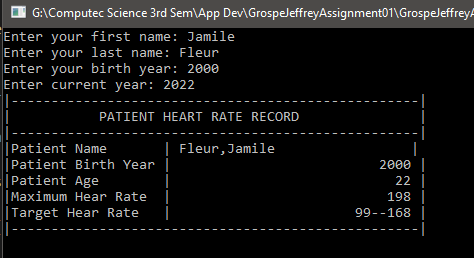 G:\Computec Science 3rd Sem\App Dev\GrospeJeffreyAssignment01\GrospeJeffreyA
Enter your first name: Jamile
Enter your last name: Fleur
Enter your birth year: 2000
Enter current year: 2022
|---------------------------------------------------|
|           PATIENT HEART RATE RECORD               |
|---------------------------------------------------|
|Patient Name       | Fleur,Jamile                        |
|Patient Birth Year |                           2000|
|Patient Age        |                             22|
|Maximum Hear Rate  |                            198|
|Target Hear Rate   |                        99--168|
|---------------------------------------------------|